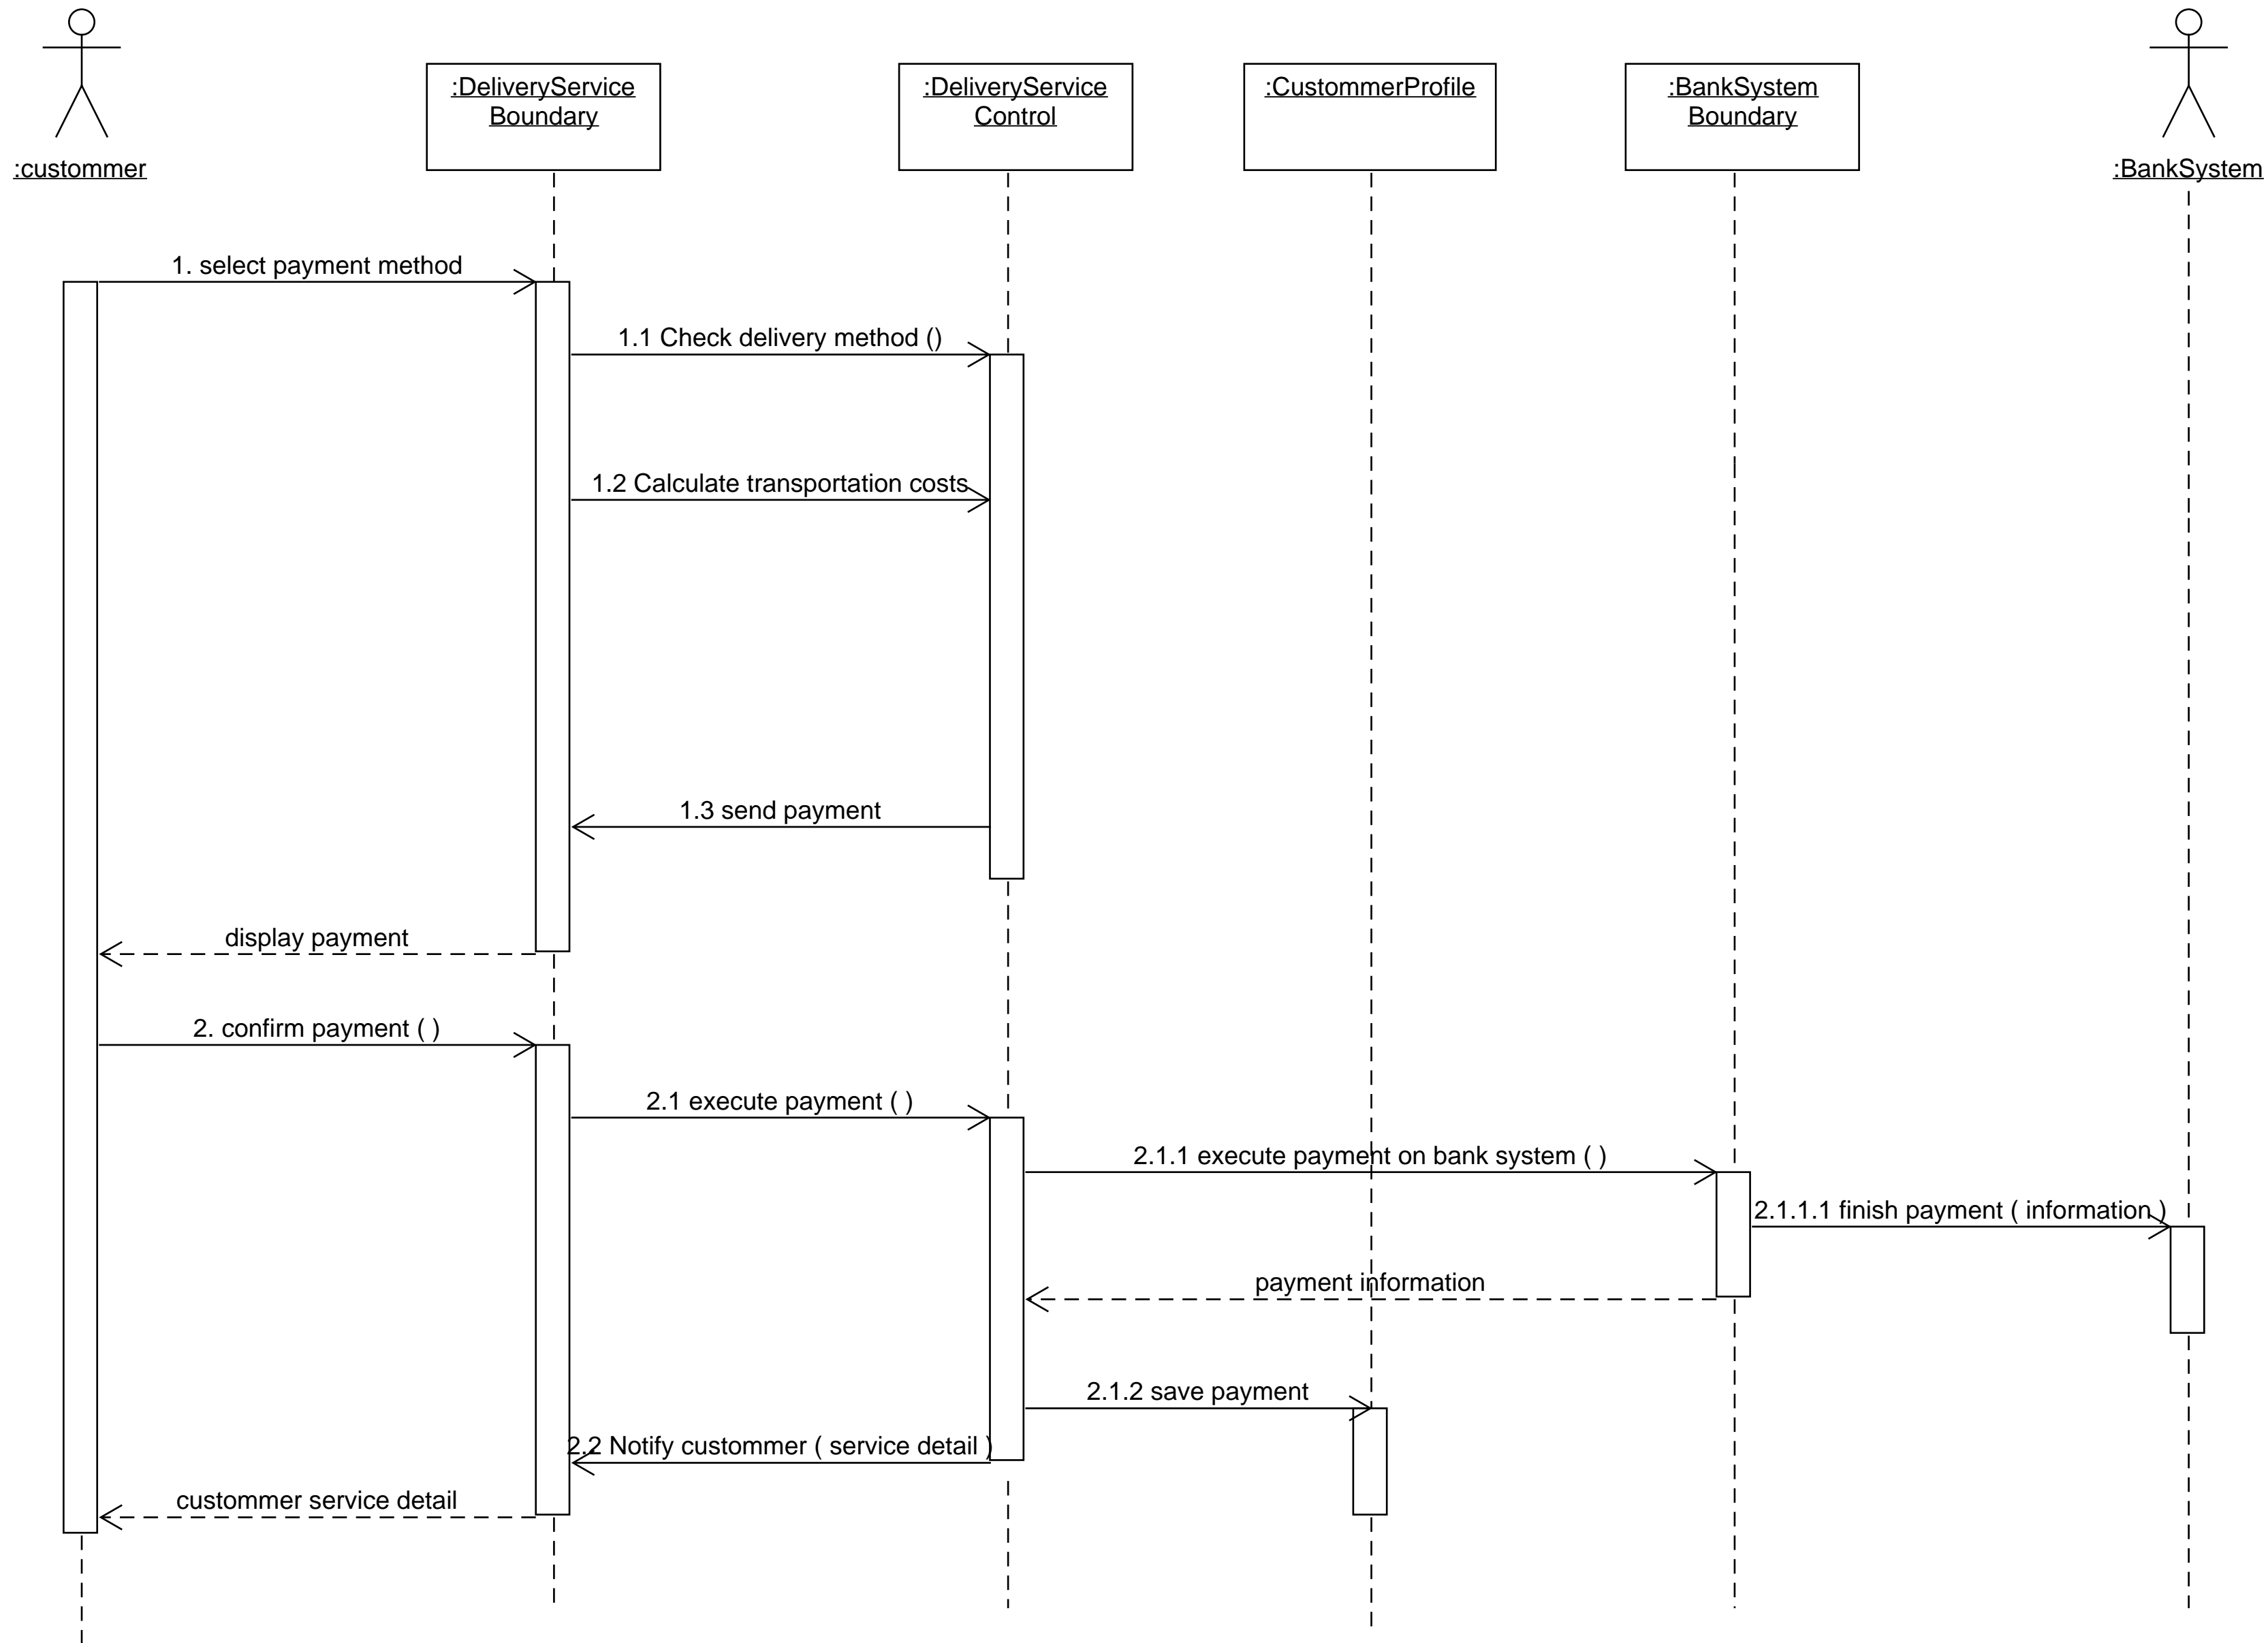 :custommer
:DeliveryService
Boundary
:DeliveryService
Control
:CustommerProfile
:BankSystem
Boundary
:BankSystem
1. select payment method
1.1 Check delivery method ()
1.2 Calculate transportation costs
1.3 send payment
display payment
2. confirm payment ( )
2.1 execute payment ( )
2.1.1 execute payment on bank system ( )
2.1.1.1 finish payment ( information )
payment information
2.1.2 save payment
2.2 Notify custommer ( service detail )
custommer service detail